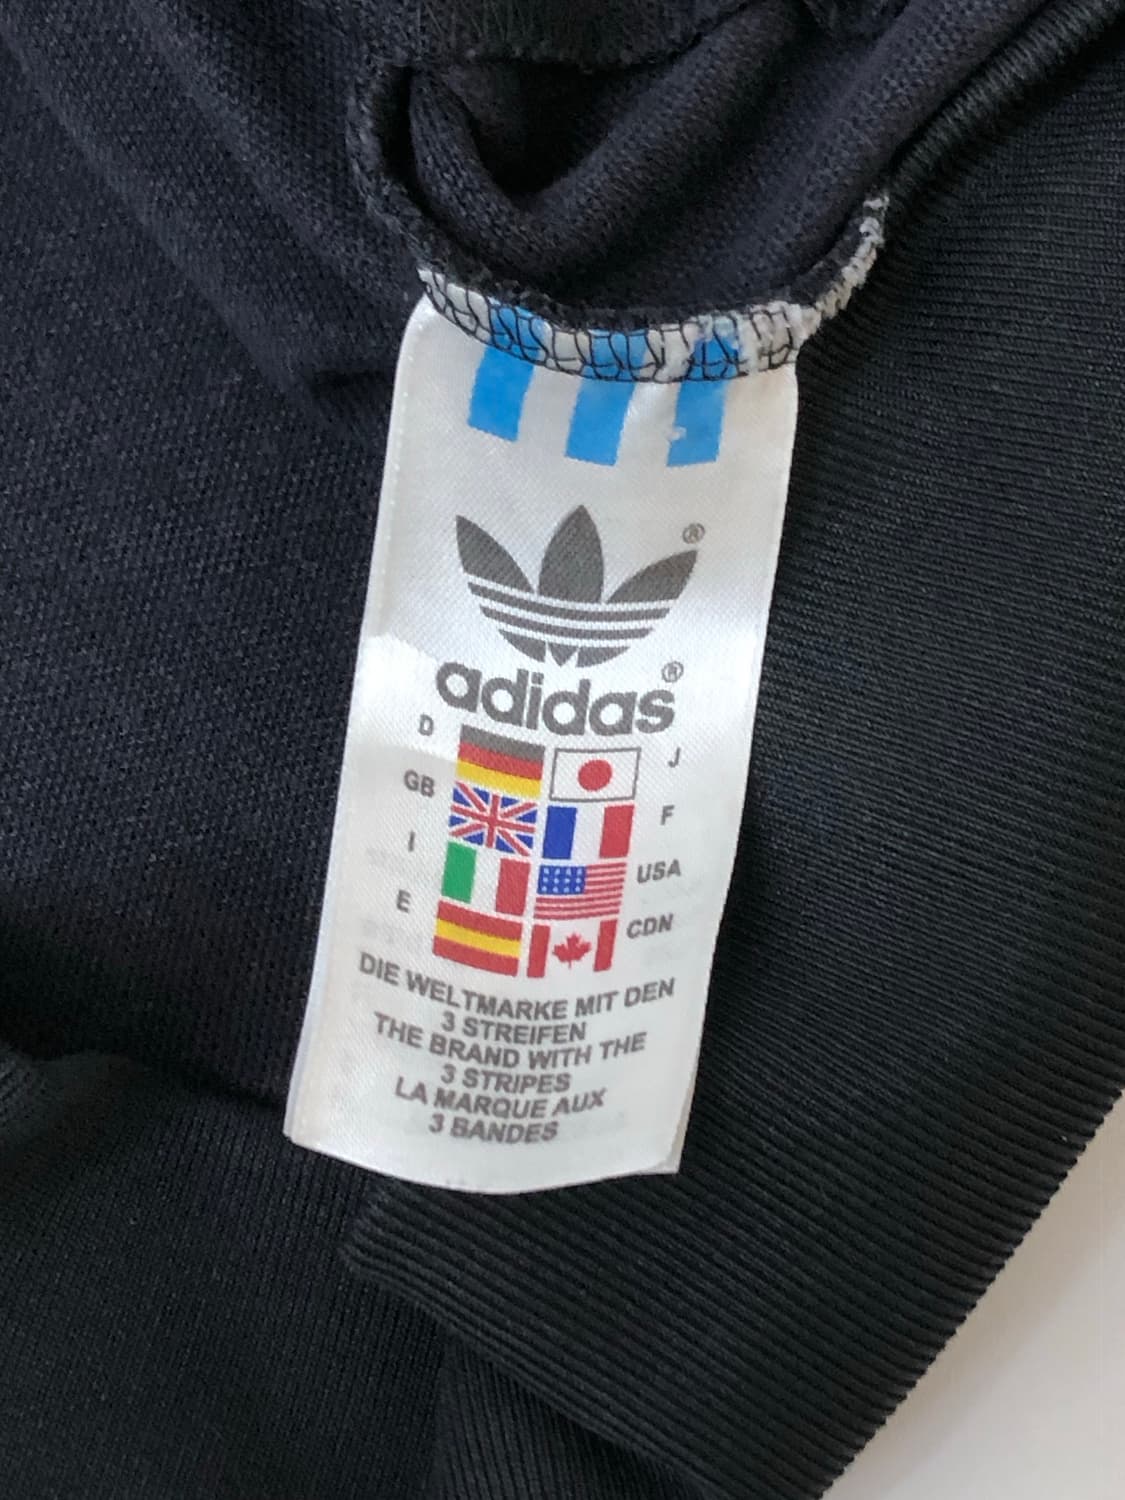 ®
adidas®
D J
GB F
I USA
E CDN
DIE WELTMARKE MIT DEN
3 STREIFEN
THE BRAND WITH THE
3 STRIPES
LA MARQUE AUX
3 BANDES